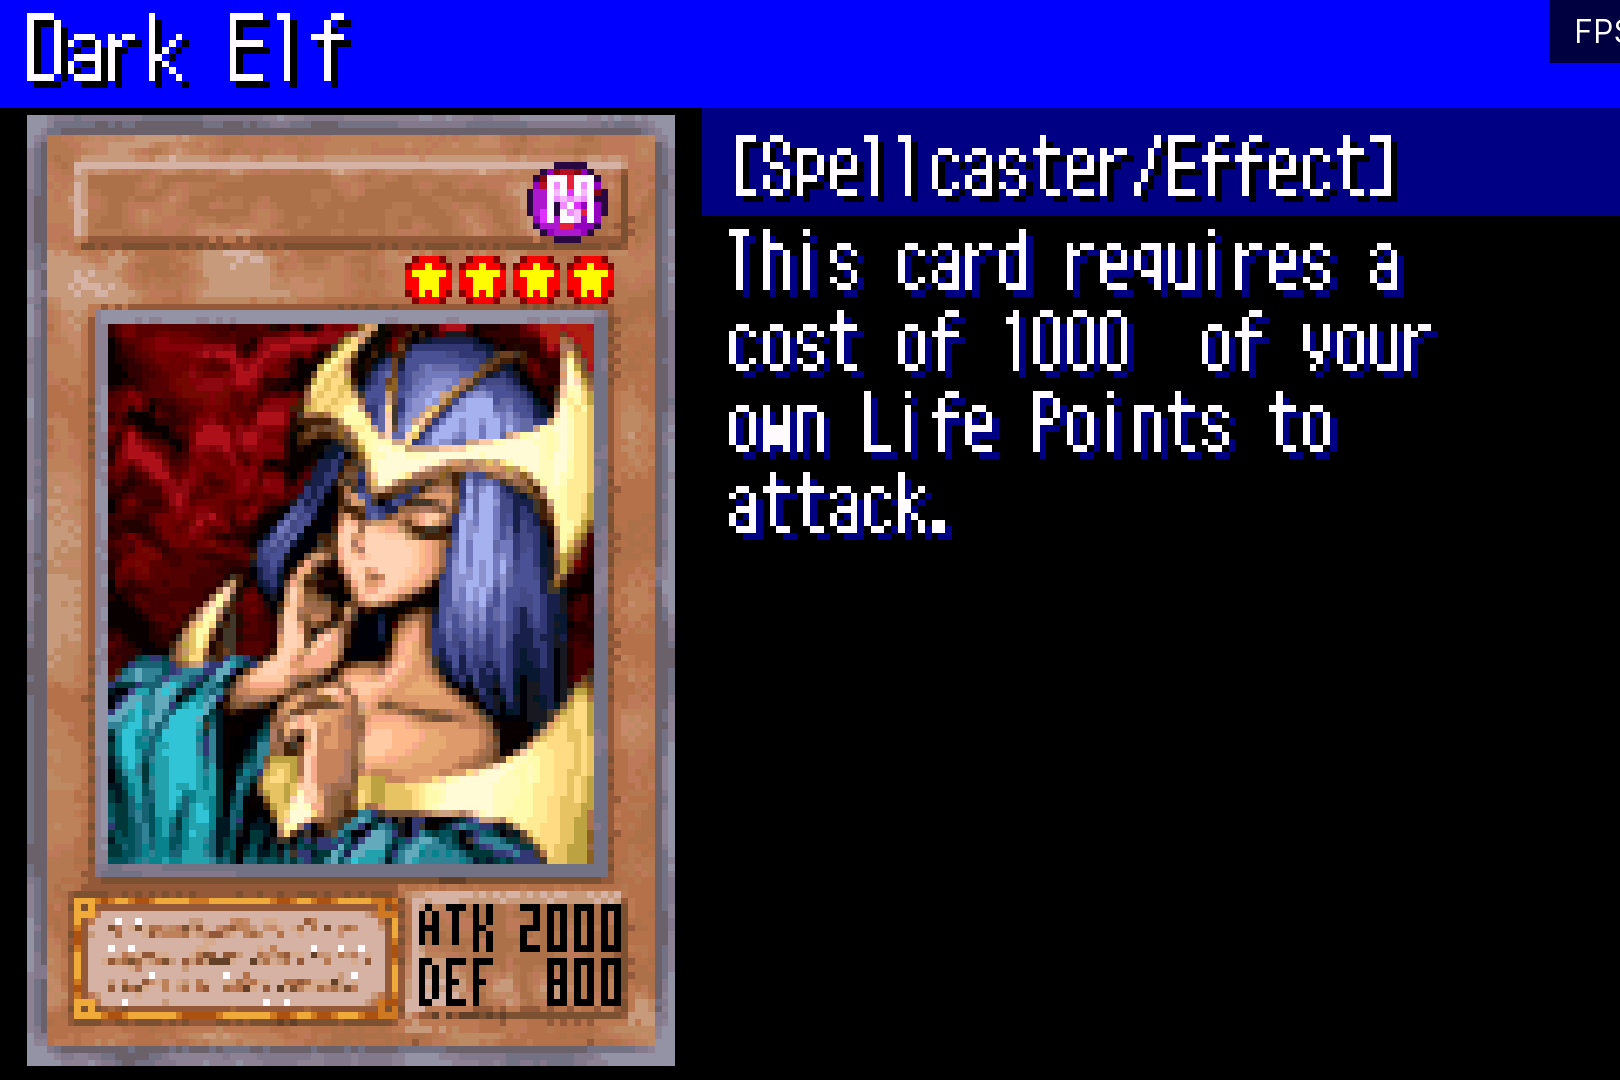 Dark Elf
FPS
[Spellcaster/Effect]
This card requires a
cost of 1000  of your
own Life Points to
attack.
ATK 2000
DEF 800